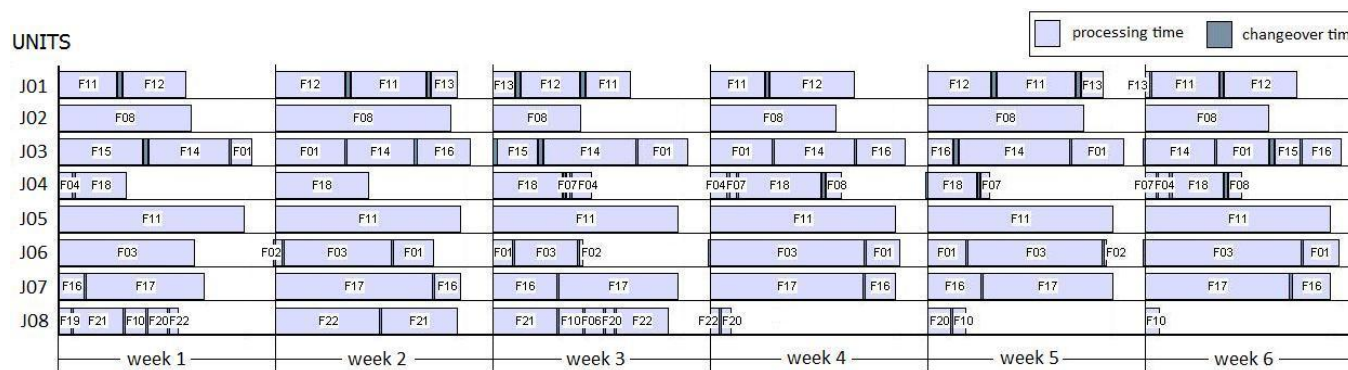 processing time changeover tim
UNITS
J01 F11 F12 F12 F11 F13 F13 F12 F11 F11 F12 F12 F11 F13 F13 F11 F12
J02 F08 F08 F08 F08 F08 F08
J03 F15 F14 F01 F01 F14 F16 F15 F14 F01 F01 F14 F16 F16 F14 F01 F14 F01 F15 F16
J04 F04 F18 F18 F18 F07 F04 F04 F07 F18 F08 F18 F07 F07 F04 F18 F08
J05 F11 F11 F11 F11 F11 F11
J06 F03 F02 F03 F01 F01 F03 F02 F03 F01 F01 F03 F02 F03 F01
J07 F16 F17 F17 F16 F16 F17 F17 F16 F16 F17 F17 F16
J08 F19 F21 F10 F20 F22 F22 F21 F21 F10 F06 F20 F22 F22 F20 F20 F10 F10
week 1 week 2 week 3 week 4 week 5 week 6